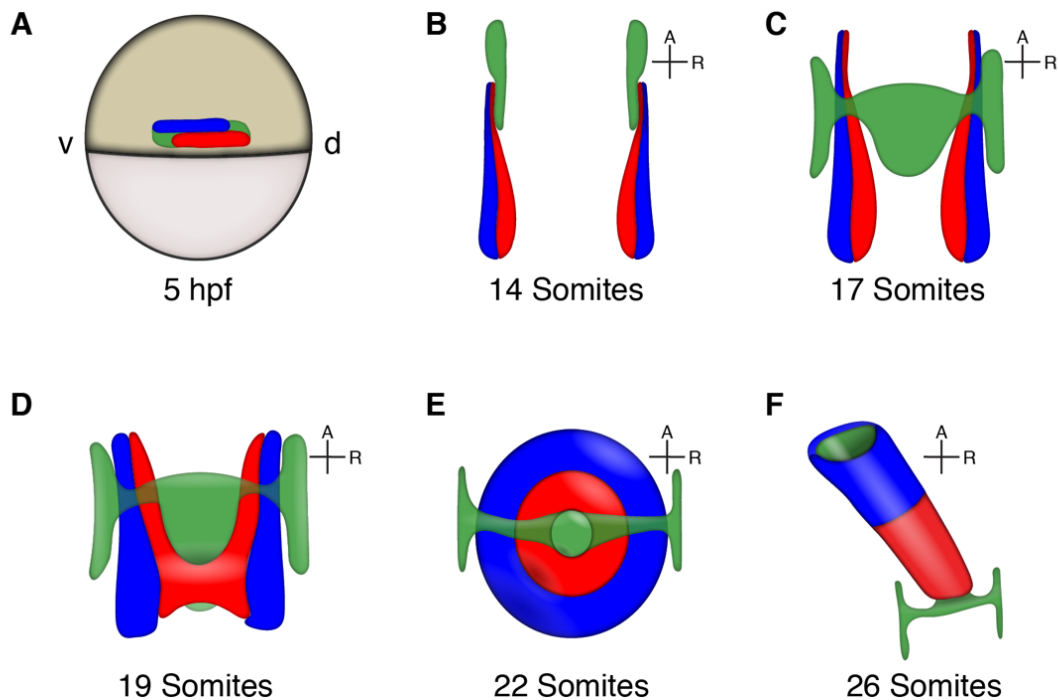 A
v
d
5 hpf
B
A
R
14 Somites
C
A
R
17 Somites
D
A
R
19 Somites
E
A
R
22 Somites
F
A
R
26 Somites